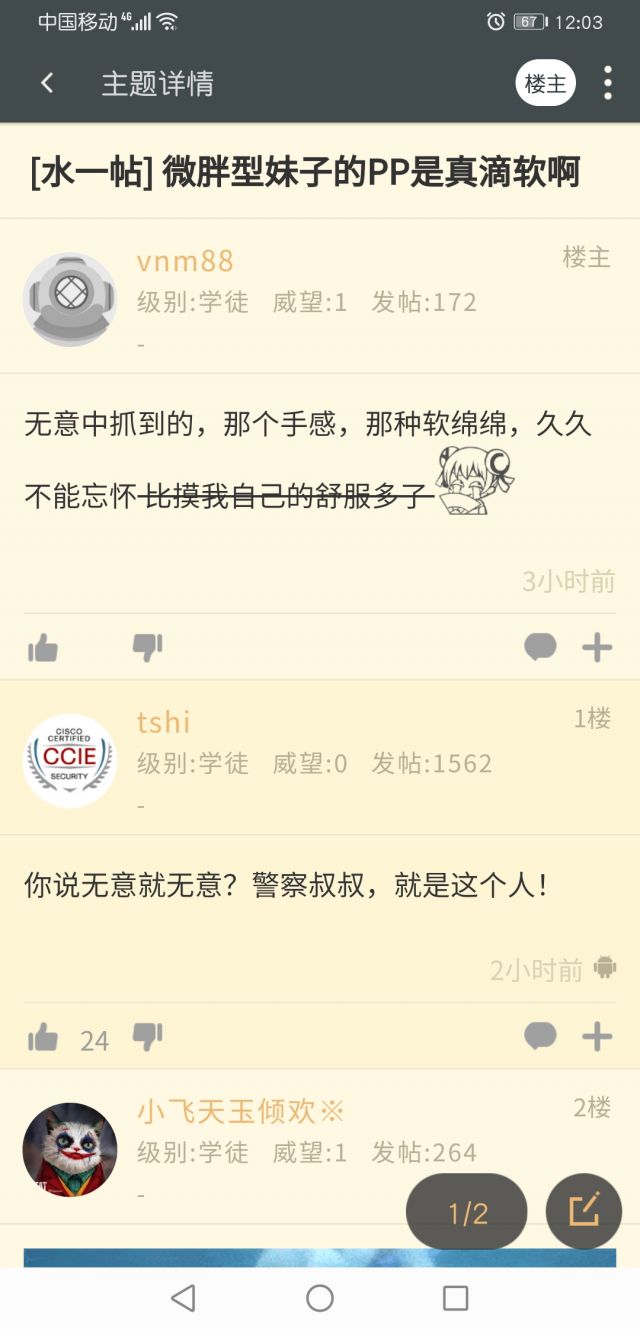 中国移动 4G 67 12:03
主题详情 楼主
[水一帖] 微胖型妹子的PP是真滴软啊
vnm88 楼主
级别:学徒 威望:1 发帖:172
-
无意中抓到的，那个手感，那种软绵绵，久久
不能忘怀 比摸我自己的舒服多了
3小时前
CISCO
CERTIFIED
CCIE
SECURITY
tshi 1楼
级别:学徒 威望:0 发帖:1562
-
你说无意就无意？警察叔叔，就是这个人！
2小时前
24
小飞天玉倾欢※ 2楼
级别:学徒 威望:1 发帖:264
-
1/2